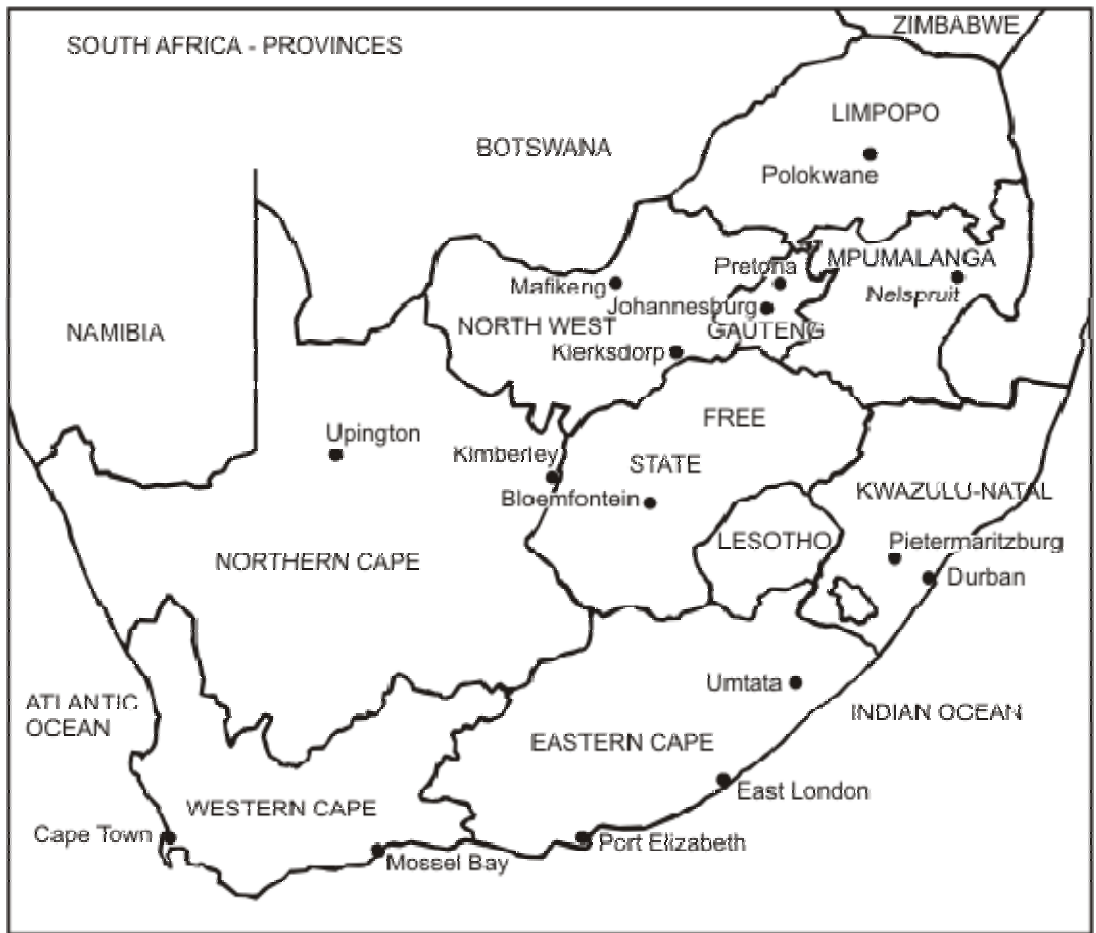 ZIMBABWE
SOUTH AFRICA - PROVINCES
LIMPOPO
BOTSWANA
Polokwane
MPUMALANGA
Pretoria
Mafikeng
Nelspruit
Johannesburg
NAMIBIA
NORTH WEST
GAUTENG
Klerksdorp
FREE
STATE
Upington
Kimberley
Bloemfontein
KWAZULU-NATAL
LESOTHO
Pietermaritzburg
NORTHERN CAPE
Durban
Umtata
ATLANTIC
OCEAN
INDIAN OCEAN
EASTERN CAPE
East London
WESTERN CAPE
Cape Town
Port Elizabeth
Mossel Bay